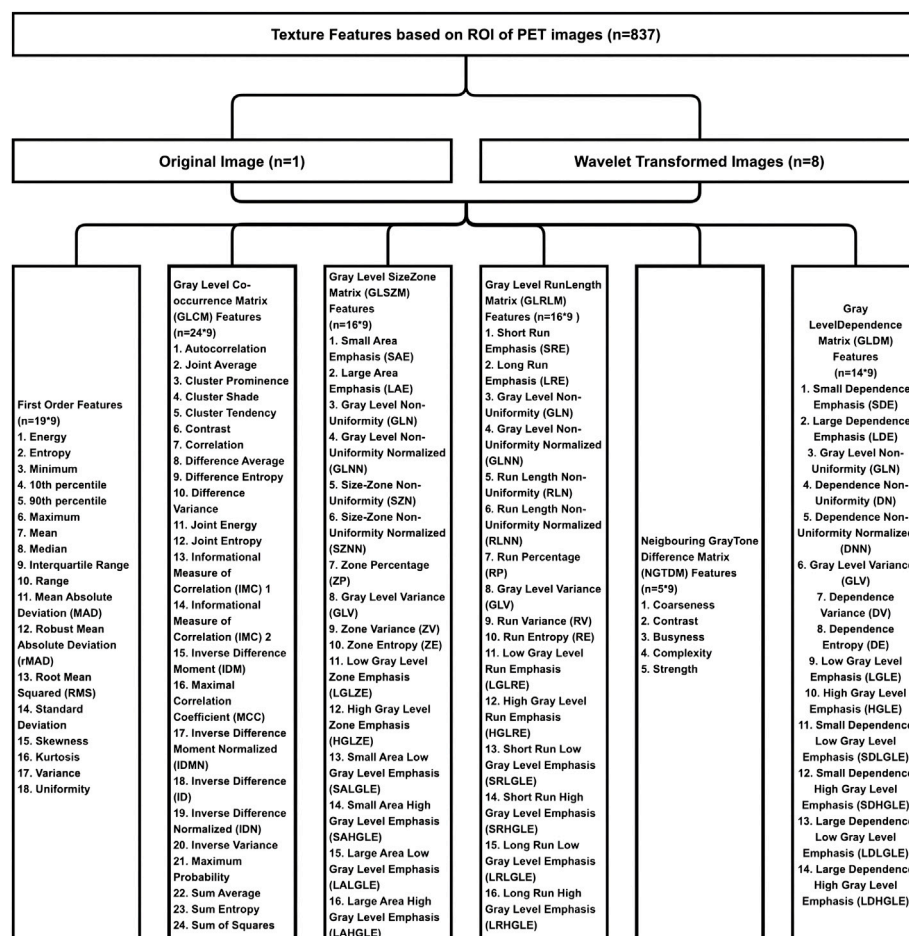 Texture Features based on ROI of PET images (n=837)
Original Image (n=1)
Wavelet Transformed Images (n=8)
First Order Features
(n=19*9)
1. Energy
2. Entropy
3. Minimum
4. 10th percentile
5. 90th percentile
6. Maximum
7. Mean
8. Median
9. Interquartile Range
10. Range
11. Mean Absolute
Deviation (MAD)
12. Robust Mean
Absolute Deviation
(rMAD)
13. Root Mean
Squared (RMS)
14. Standard
Deviation
15. Skewness
16. Kurtosis
17. Variance
18. Uniformity
Gray Level Co-
occurrence Matrix
(GLCM) Features
(n=24*9)
1. Autocorrelation
2. Joint Average
3. Cluster Prominence
4. Cluster Shade
5. Cluster Tendency
6. Contrast
7. Correlation
8. Difference Average
9. Difference Entropy
10. Difference
Variance
11. Joint Energy
12. Joint Entropy
13. Informational
Measure of
Correlation (IMC) 1
14. Informational
Measure of
Correlation (IMC) 2
15. Inverse Difference
Moment (IDM)
16. Maximal
Correlation
Coefficient (MCC)
17. Inverse Difference
Moment Normalized
(IDMN)
18. Inverse Difference
(ID)
19. Inverse Difference
Normalized (IDN)
20. Inverse Variance
21. Maximum
Probability
22. Sum Average
23. Sum Entropy
24. Sum of Squares
Gray Level SizeZone
Matrix (GLSZM)
Features
(n=16*9)
1. Small Area
Emphasis (SAE)
2. Large Area
Emphasis (LAE)
3. Gray Level Non-
Uniformity (GLN)
4. Gray Level Non-
Uniformity Normalized
(GLNN)
5. Size-Zone Non-
Uniformity (SZN)
6. Size-Zone Non-
Uniformity Normalized
(SZNN)
7. Zone Percentage
(ZP)
8. Gray Level Variance
(GLV)
9. Zone Variance (ZV)
10. Zone Entropy (ZE)
11. Low Gray Level
Zone Emphasis
(LGLZE)
12. High Gray Level
Zone Emphasis
(HGLZE)
13. Small Area Low
Gray Level Emphasis
(SALGLE)
14. Small Area High
Gray Level Emphasis
(SAHGLE)
15. Large Area Low
Gray Level Emphasis
(LALGLE)
16. Large Area High
Gray Level Emphasis
(LAHGLE)
Gray Level RunLength
Matrix (GLRLM)
Features (n=16*9 )
1. Short Run
Emphasis (SRE)
2. Long Run
Emphasis (LRE)
3. Gray Level Non-
Uniformity (GLN)
4. Gray Level Non-
Uniformity Normalized
(GLNN)
5. Run Length Non-
Uniformity (RLN)
6. Run Length Non-
Uniformity Normalized
(RLNN)
7. Run Percentage
(RP)
8. Gray Level Variance
(GLV)
9. Run Variance (RV)
10. Run Entropy (RE)
11. Low Gray Level
Run Emphasis
(LGLRE)
12. High Gray Level
Run Emphasis
(HGLRE)
13. Short Run Low
Gray Level Emphasis
(SRLGLE)
14. Short Run High
Gray Level Emphasis
(SRHGLE)
15. Long Run Low
Gray Level Emphasis
(LRLGLE)
16. Long Run High
Gray Level Emphasis
(LRHGLE)
Neigbouring GrayTone
Difference Matrix
(NGTDM) Features
(n=5*9)
1. Coarseness
2. Contrast
3. Busyness
4. Complexity
5. Strength
Gray
LevelDependence
Matrix (GLDM)
Features
(n=14*9)
1. Small Dependence
Emphasis (SDE)
2. Large Dependence
Emphasis (LDE)
3. Gray Level Non-
Uniformity (GLN)
4. Dependence Non-
Uniformity (DN)
5. Dependence Non-
Uniformity Normalized
(DNN)
6. Gray Level Variance
(GLV)
7. Dependence
Variance (DV)
8. Dependence
Entropy (DE)
9. Low Gray Level
Emphasis (LGLE)
10. High Gray Level
Emphasis (HGLE)
11. Small Dependence
Low Gray Level
Emphasis (SDLGLE)
12. Small Dependence
High Gray Level
Emphasis (SDHGLE)
13. Large Dependence
Low Gray Level
Emphasis (LDLGLE)
14. Large Dependence
High Gray Level
Emphasis (LDHGLE)